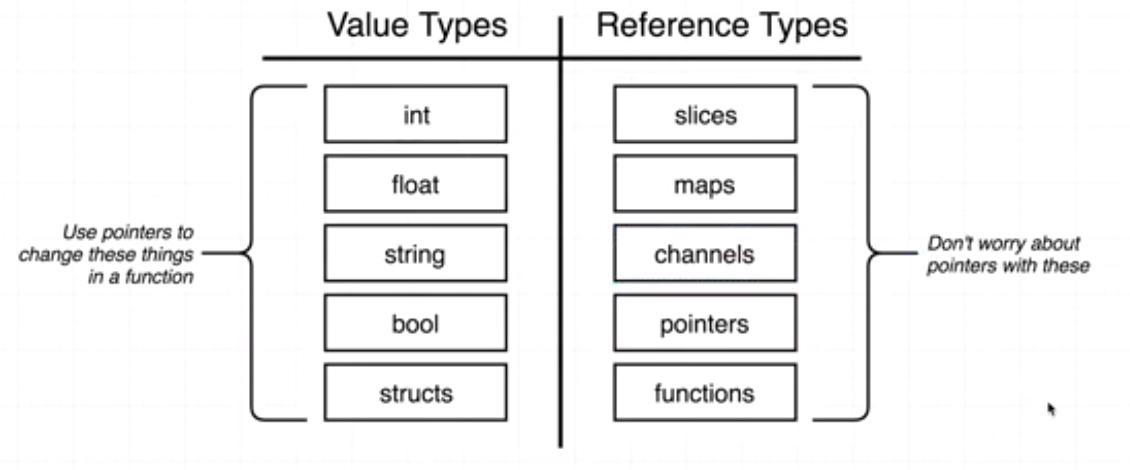 Value Types
Reference Types
int
slices
float
maps
Use pointers to
change these things
in a function
string
channels
Don't worry about
pointers with these
bool
pointers
structs
functions